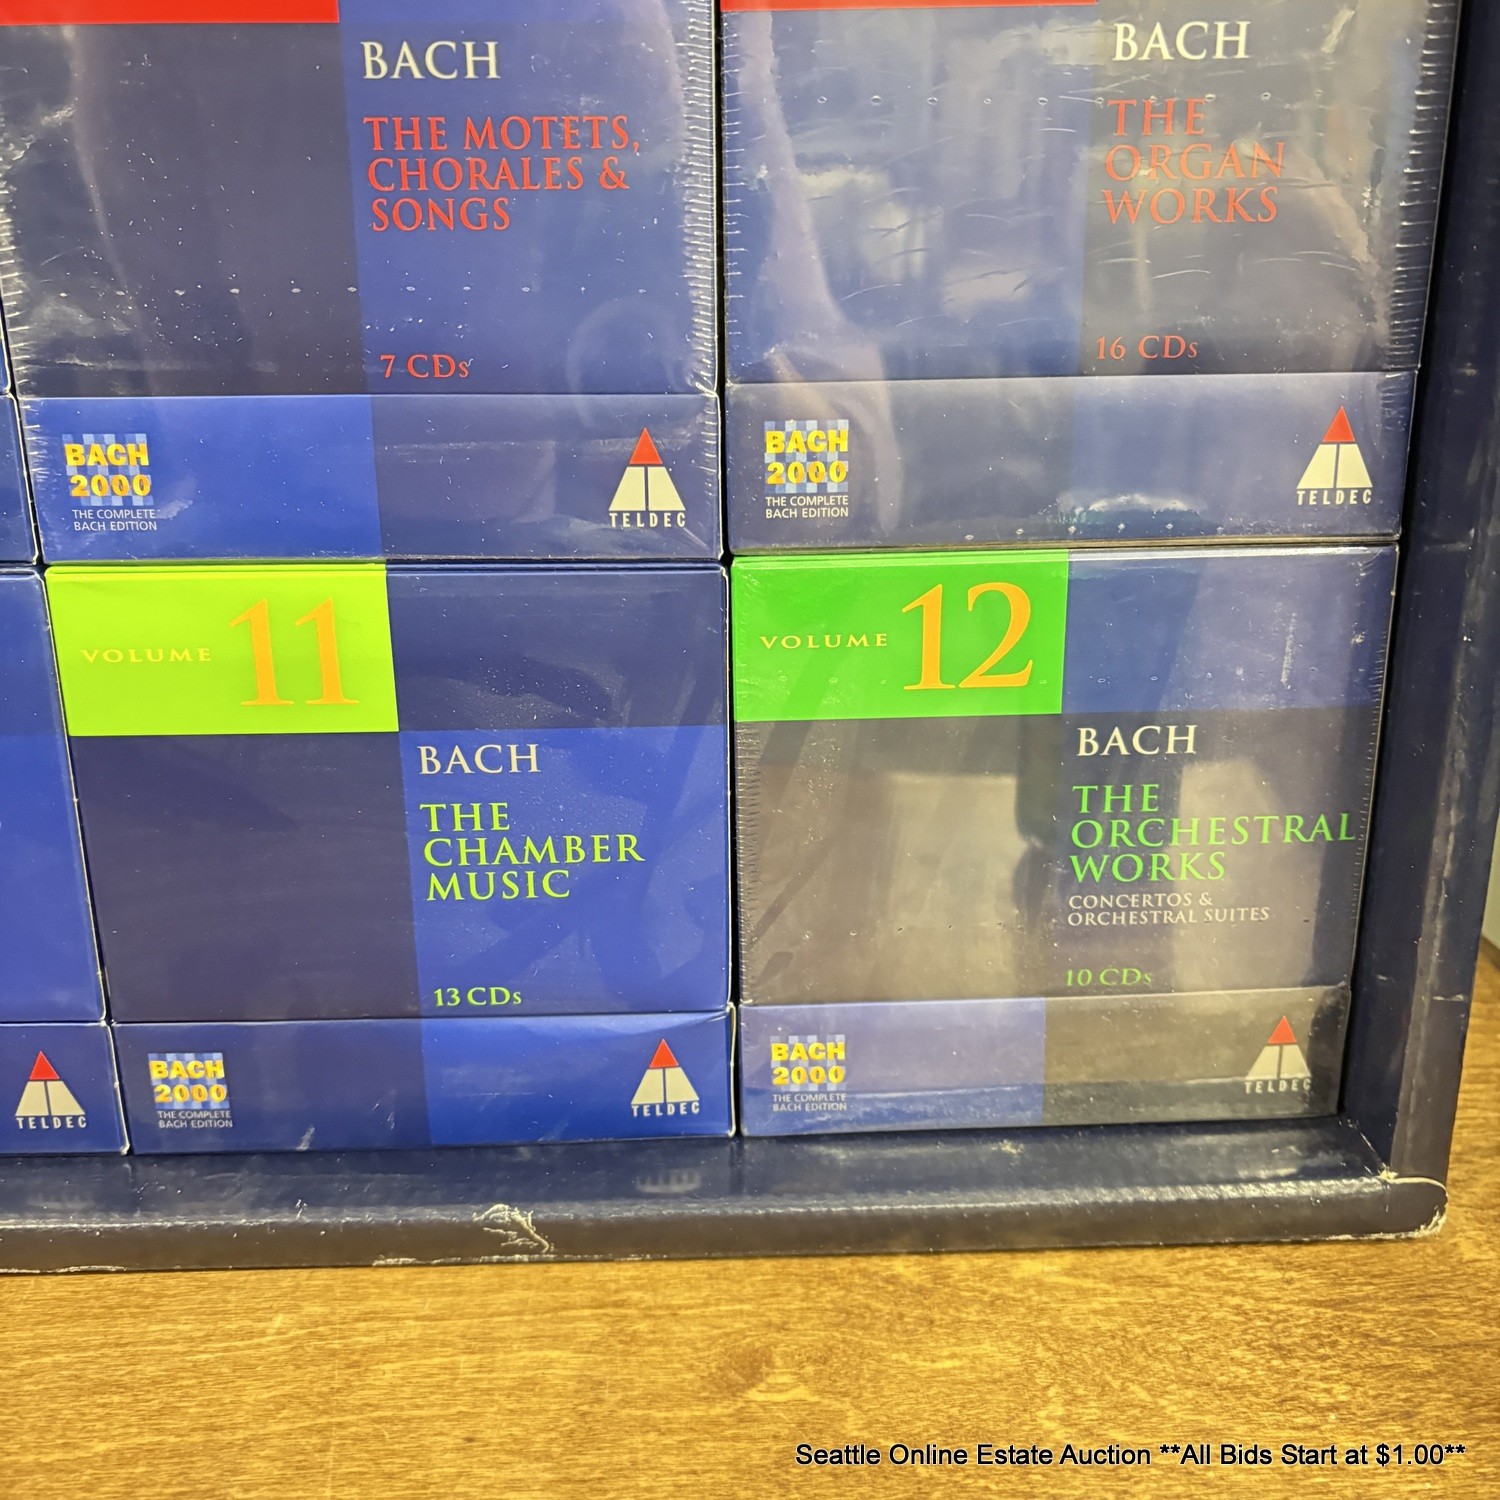 BACH
THE MOTETS,
CHORALES &
SONGS
7 CDs
BACH
2000
THE COMPLETE
BACH EDITION
TELDEC
BACH
THE
ORGAN
WORKS
16 CDs
BACH
2000
THE COMPLETE
BACH EDITION
TELDEC
TELDEC
VOLUME 11
BACH
THE
CHAMBER
MUSIC
13 CDs
BACH
2000
THE COMPLETE
BACH EDITION
TELDEC
VOLUME 12
BACH
THE
ORCHESTRAL
WORKS
CONCERTOS &
ORCHESTRAL SUITES
10 CDs
BACH
2000
THE COMPLETE
BACH EDITION
TELDEC
Seattle Online Estate Auction **All Bids Start at $1.00**